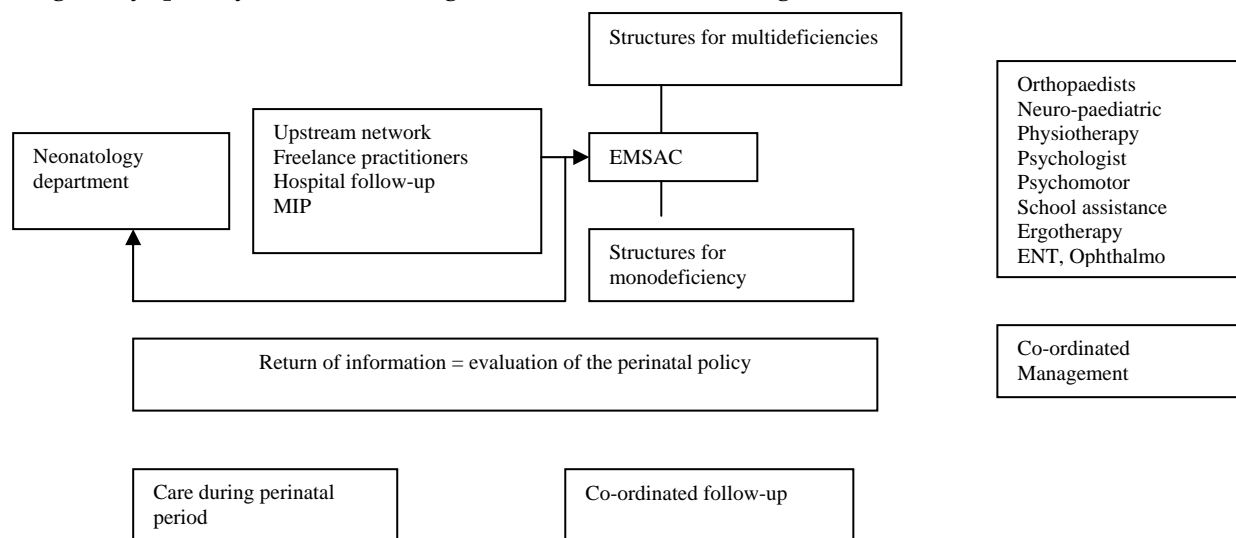 Structures for multideficiencies
Orthopaedists
Neuro-paediatric
Physiotherapy
Psychologist
Psychomotor
School assistance
Ergotherapy
ENT, Ophthalmo
Upstream network
Freelance practitioners
Hospital follow-up
MIP
Neonatology
department
EMSAC
Structures for
monodeficiency
Return of information = evaluation of the perinatal policy
Co-ordinated
Management
Care during perinatal
period
Co-ordinated follow-up